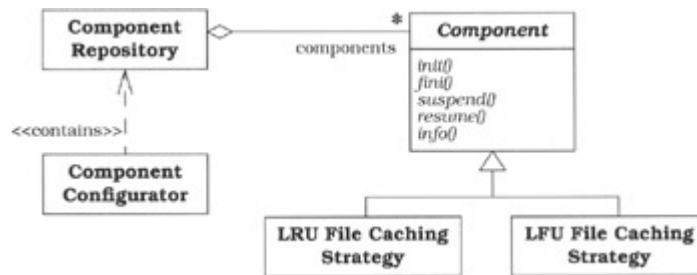 Component
Repository
*
components
Component
init()
fini()
suspend()
resume()
info()
<<contains>>
Component
Configurator
LRU File Caching
Strategy
LFU File Caching
Strategy